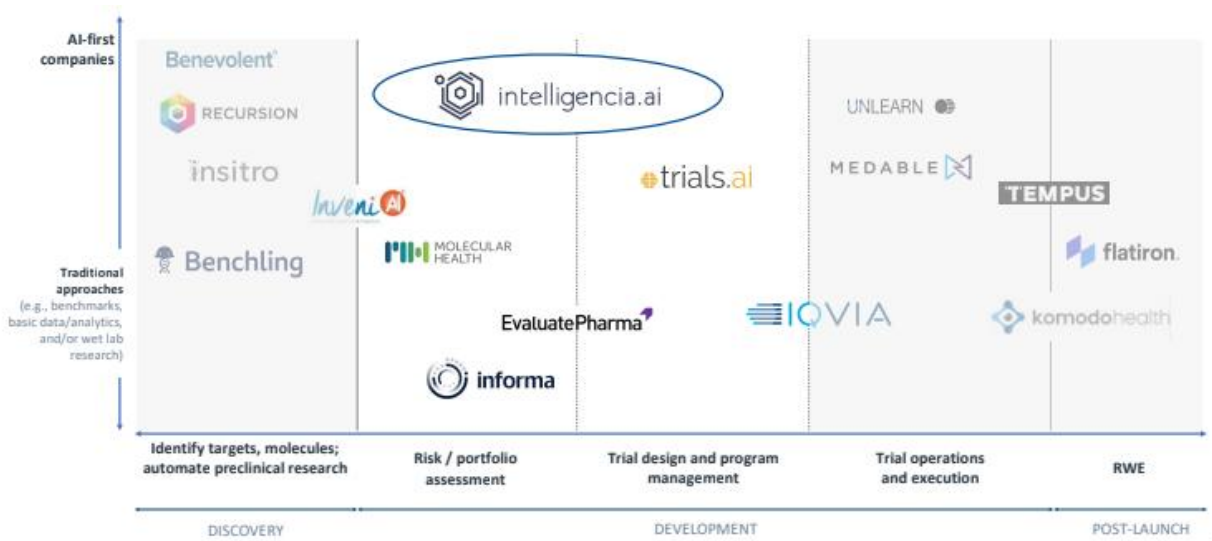 AI-first
companies
Benevolent
RECURSION
insitro
InveniAI
Benchling
intelligencia.ai
trials.ai
MOLECULAR
HEALTH
EvaluatePharma
informa
UNLEARN
MEDABLE
IQVIA
TEMPUS
flatiron.
komodohealth
Traditional
approaches
(e.g., benchmarks,
basic data/analytics,
and/or wet lab
research)
Identify targets, molecules;
automate preclinical research
Risk / portfolio
assessment
Trial design and program
management
Trial operations
and execution
RWE
DISCOVERY
DEVELOPMENT
POST-LAUNCH